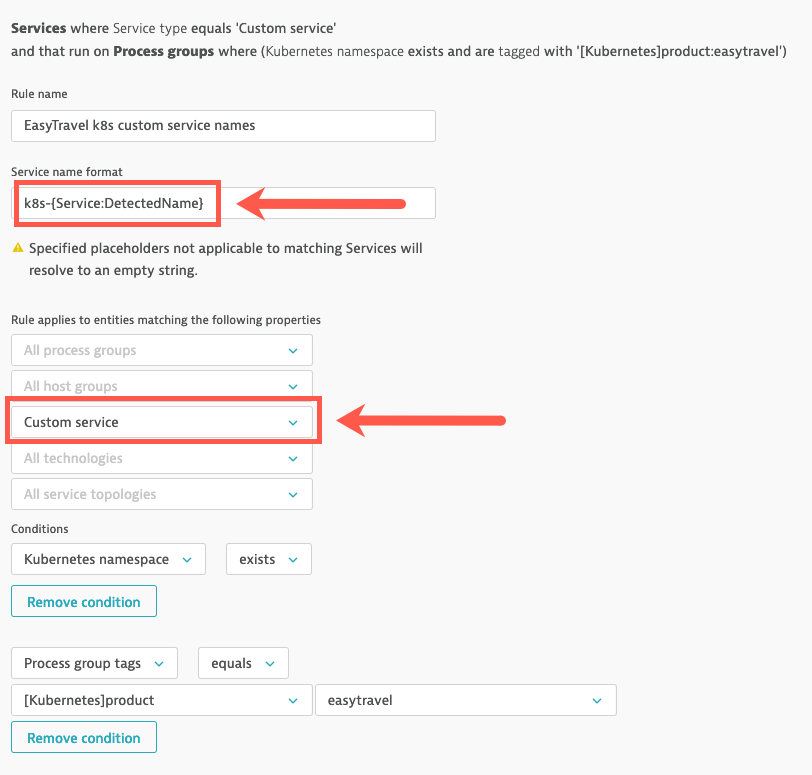 Services where Service type equals 'Custom service'
and that run on Process groups where (Kubernetes namespace exists and are tagged with '[Kubernetes]product:easytravel')
Rule name
EasyTravel k8s custom service names
Service name format
k8s-{Service:DetectedName}
Specified placeholders not applicable to matching Services will
resolve to an empty string.
Rule applies to entities matching the following properties
All process groups
All host groups
Custom service
All technologies
All service topologies
Conditions
Kubernetes namespace exists
Remove condition
Process group tags equals
[Kubernetes]product easytravel
Remove condition